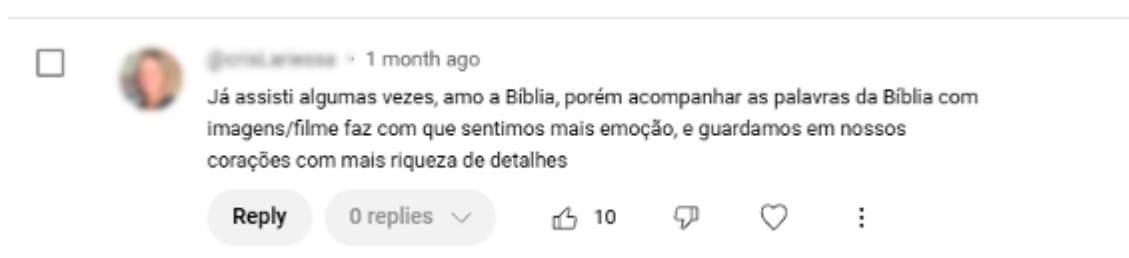 · 1 month ago
Já assisti algumas vezes, amo a Bíblia, porém acompanhar as palavras da Bíblia com
imagens/filme faz com que sentimos mais emoção, e guardamos em nossos
corações com mais riqueza de detalhes
Reply 0 replies 10